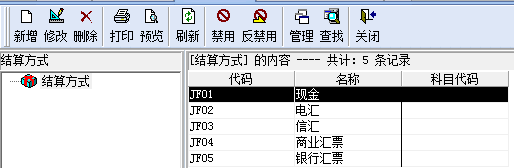 新增 修改 删除 打印 预览 刷新 禁用 反禁用 管理 查找 关闭
结算方式
结算方式
[结算方式] 的内容 ---- 共计: 5 条记录
代码 名称 科目代码
JF01 现金
JF02 电汇
JF03 信汇
JF04 商业汇票
JF05 银行汇票